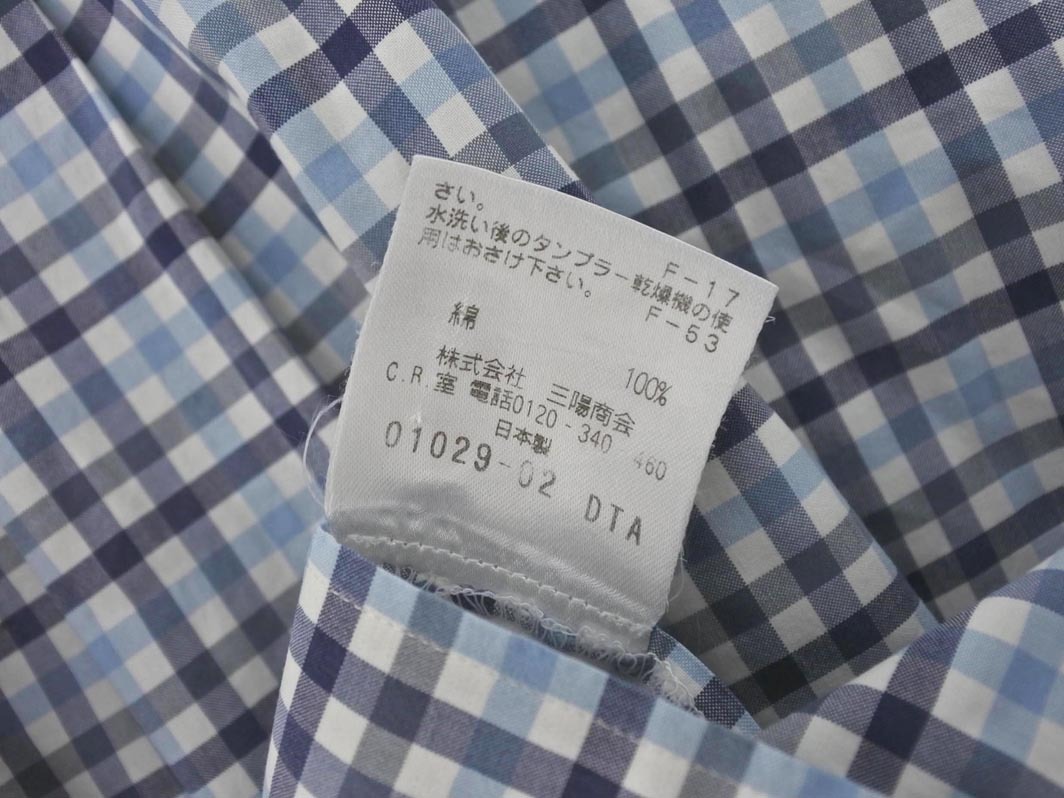 さい。
F-17
水洗い後のタンブラー乾燥機の使
用はおさけ下さい。 F-53
綿 100%
株式会社 三陽商会
C.R.室 電話0120-340 460
日本製
01029-02 DTA